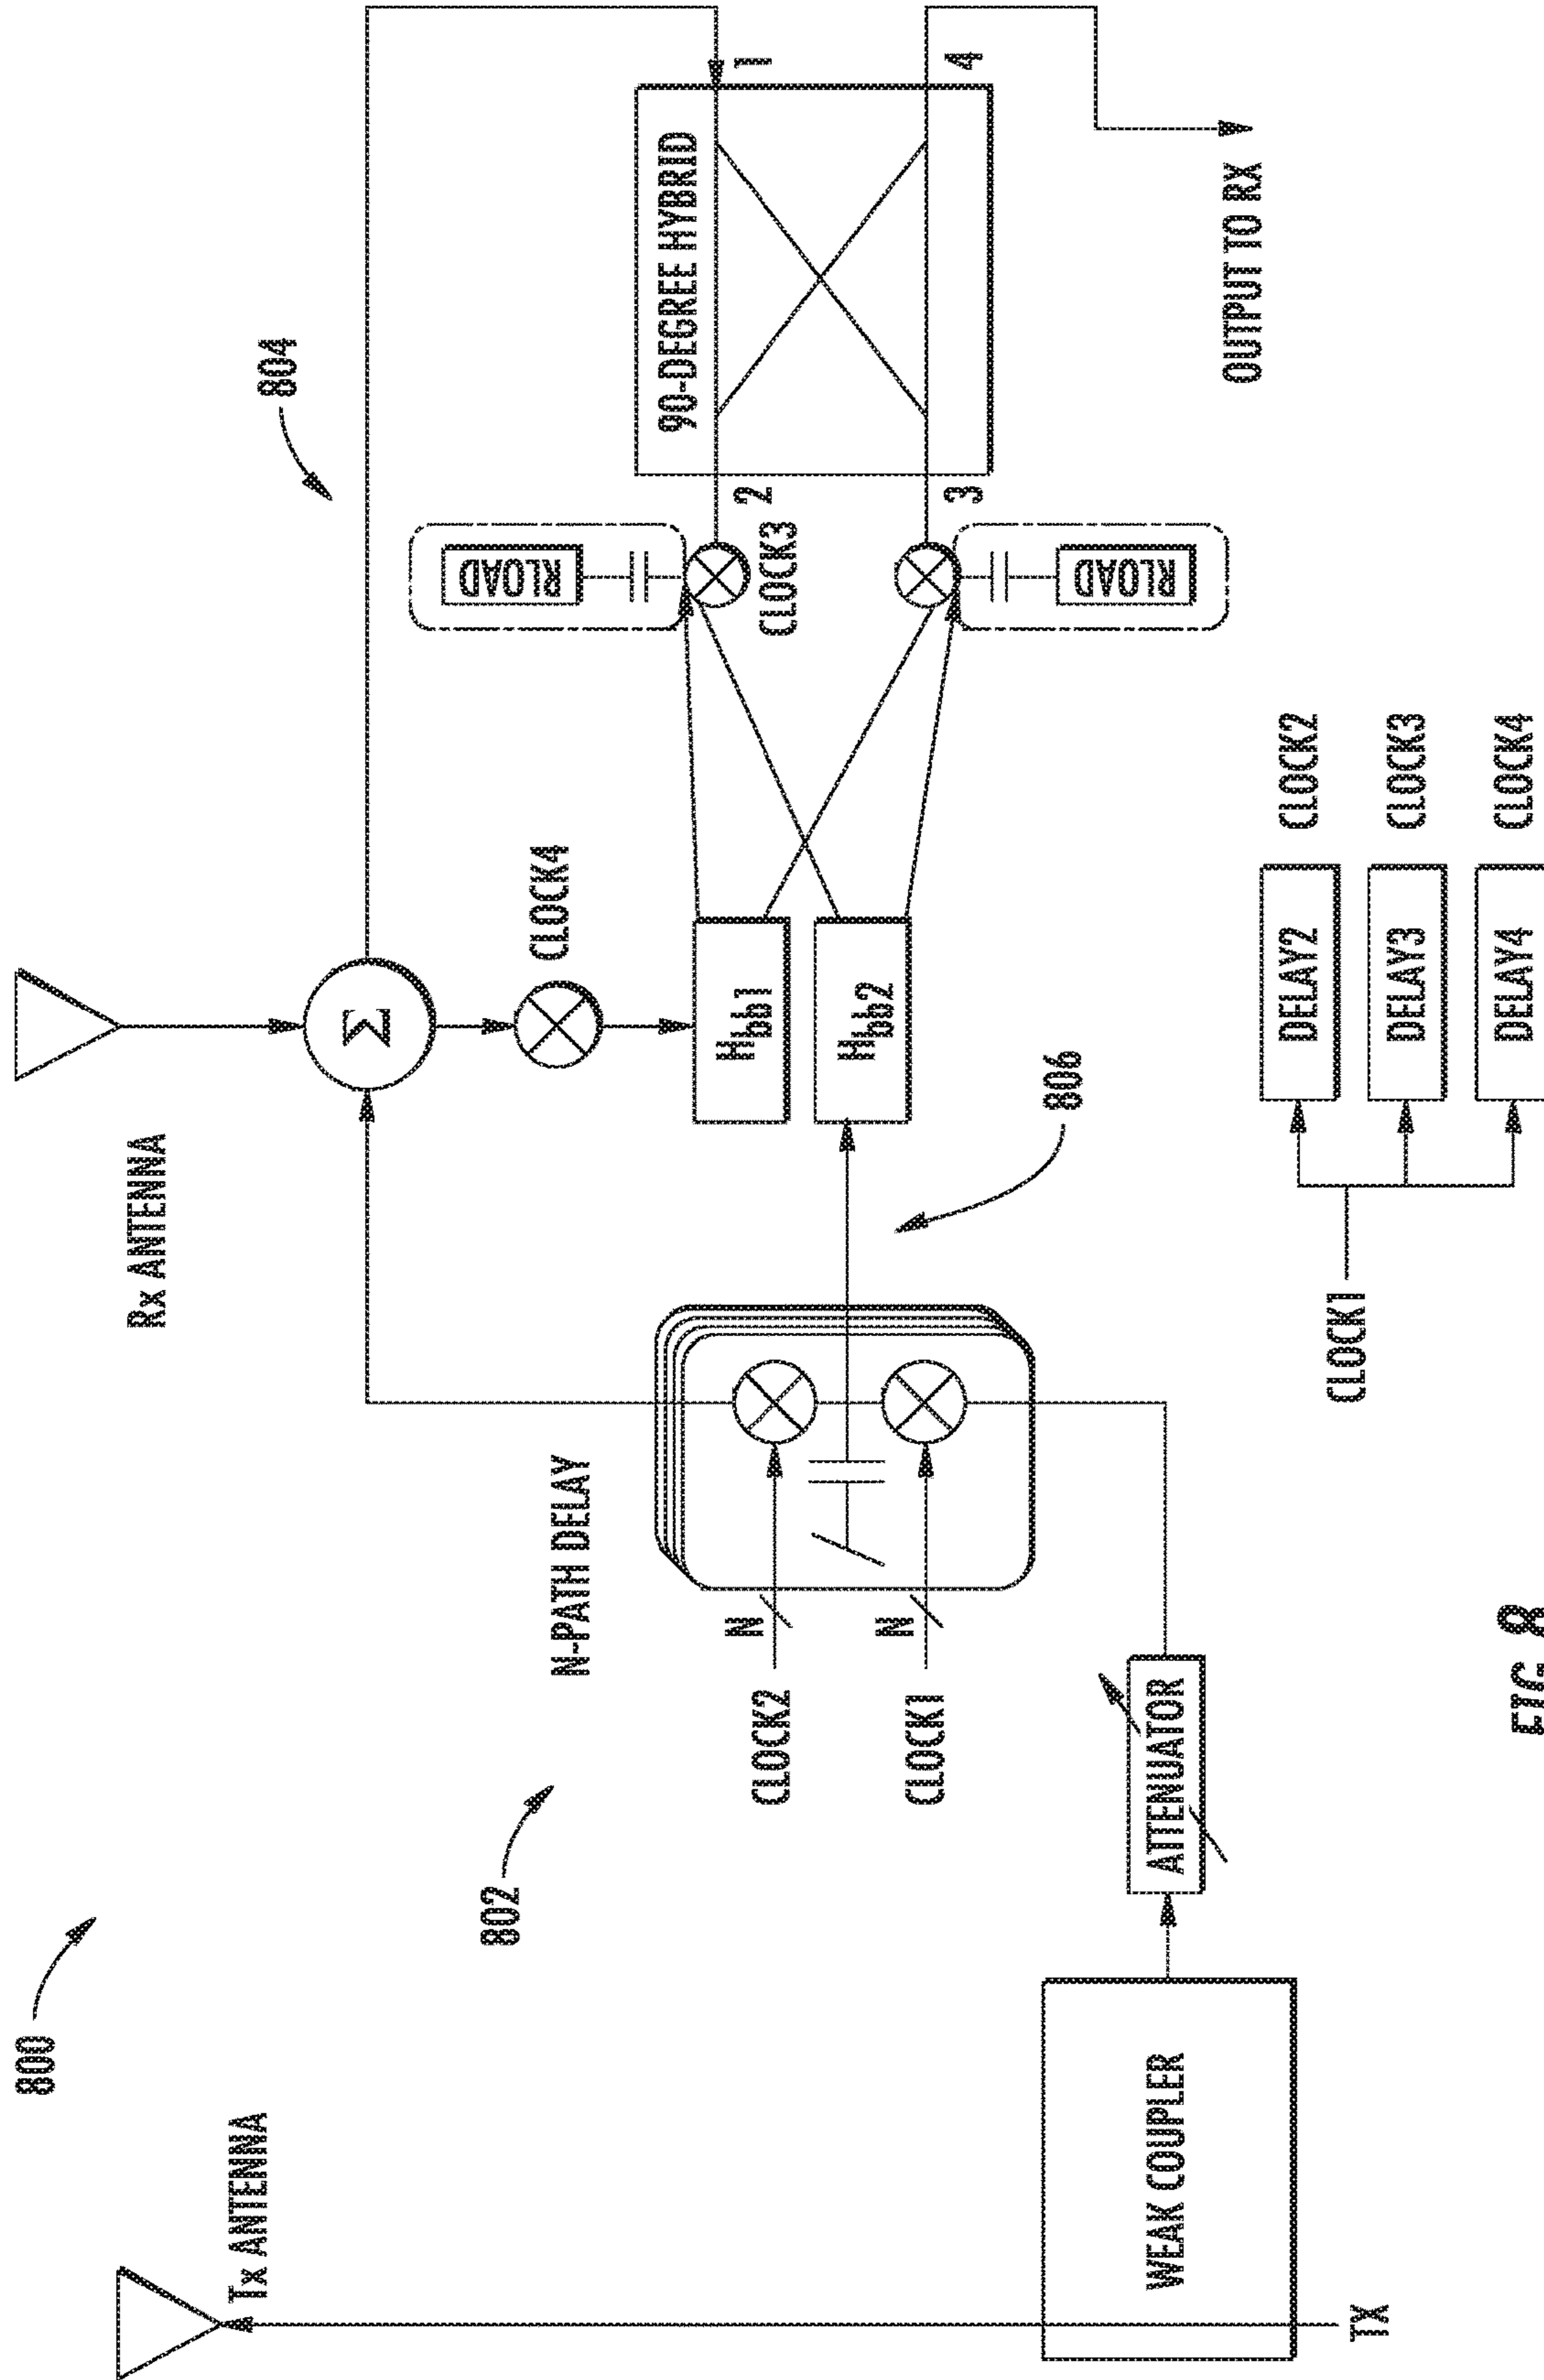 800
Tx ANTENNA
TX
WEAK COUPLER
ATTENUATOR
802
N-PATH DELAY
CLOCK2
N
CLOCK1
N
Rx ANTENNA
Σ
CLOCK4
Hbb1
Hbb2
806
804
RLOAD
CLOCK3
RLOAD
90-DEGREE HYBRID
1
2
3
4
OUTPUT TO RX
CLOCK1
DELAY2
CLOCK2
DELAY3
CLOCK3
DELAY4
CLOCK4
FIG. 8